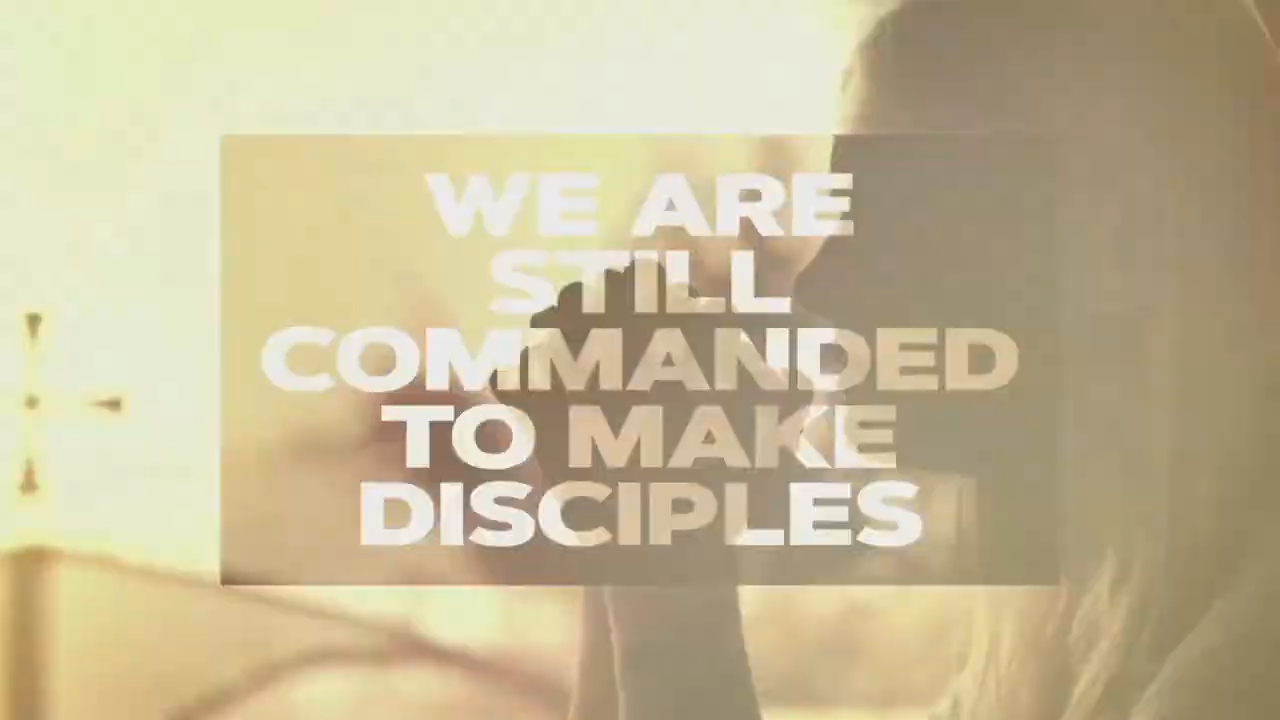 WE ARE
STILL
COMMANDED
TO MAKE
DISCIPLES